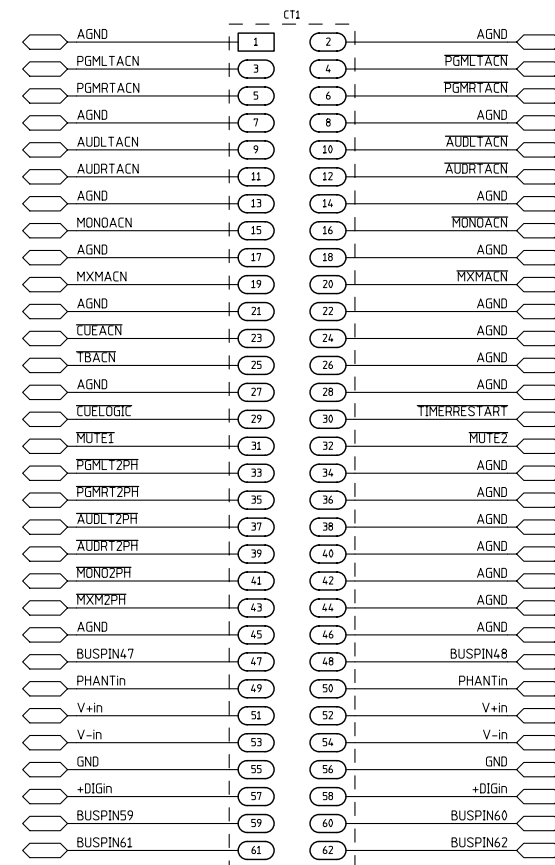 CT1
AGND 1 2 AGND
PGMLTACN 3 4 PGMLTACN
PGMRTACN 5 6 PGMRTACN
AGND 7 8 AGND
AUDLTACN 9 10 AUDLTACN
AUDRTACN 11 12 AUDRTACN
AGND 13 14 AGND
MONOACN 15 16 MONOACN
AGND 17 18 AGND
MXMACN 19 20 MXMACN
AGND 21 22 AGND
CUEACN 23 24 AGND
TBACN 25 26 AGND
AGND 27 28 AGND
CUELOGIC 29 30 TIMERRESTART
MUTE1 31 32 MUTE2
PGMLT2PH 33 34 AGND
PGMRT2PH 35 36 AGND
AUDLT2PH 37 38 AGND
AUDRT2PH 39 40 AGND
MONO2PH 41 42 AGND
MXM2PH 43 44 AGND
AGND 45 46 AGND
BUSPIN47 47 48 BUSPIN48
PHANTin 49 50 PHANTin
V+in 51 52 V+in
V-in 53 54 V-in
GND 55 56 GND
+DIGin 57 58 +DIGin
BUSPIN59 59 60 BUSPIN60
BUSPIN61 61 62 BUSPIN62